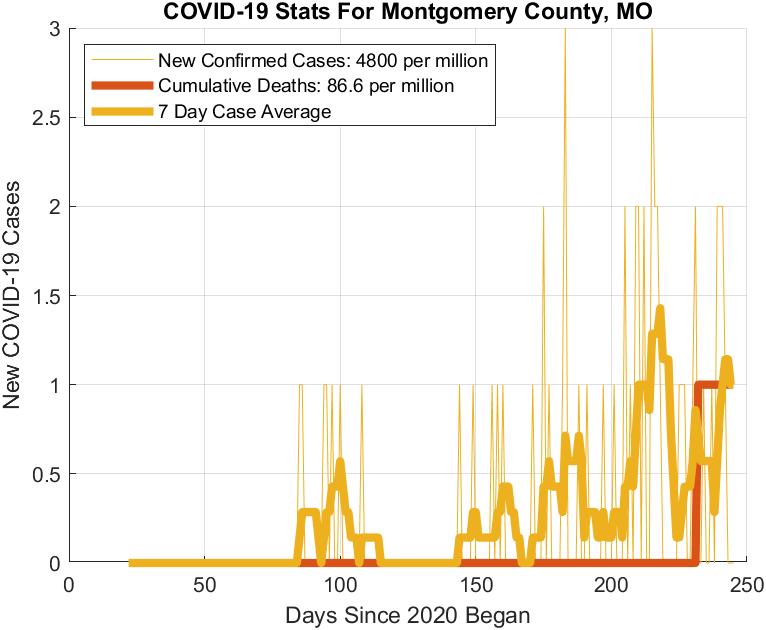 COVID-19 Stats For Montgomery County, MO
New Confirmed Cases: 4800 per million
Cumulative Deaths: 86.6 per million
7 Day Case Average
New COVID-19 Cases
3
2.5
2
1.5
1
0.5
0
0 50 100 150 200 250
Days Since 2020 Began